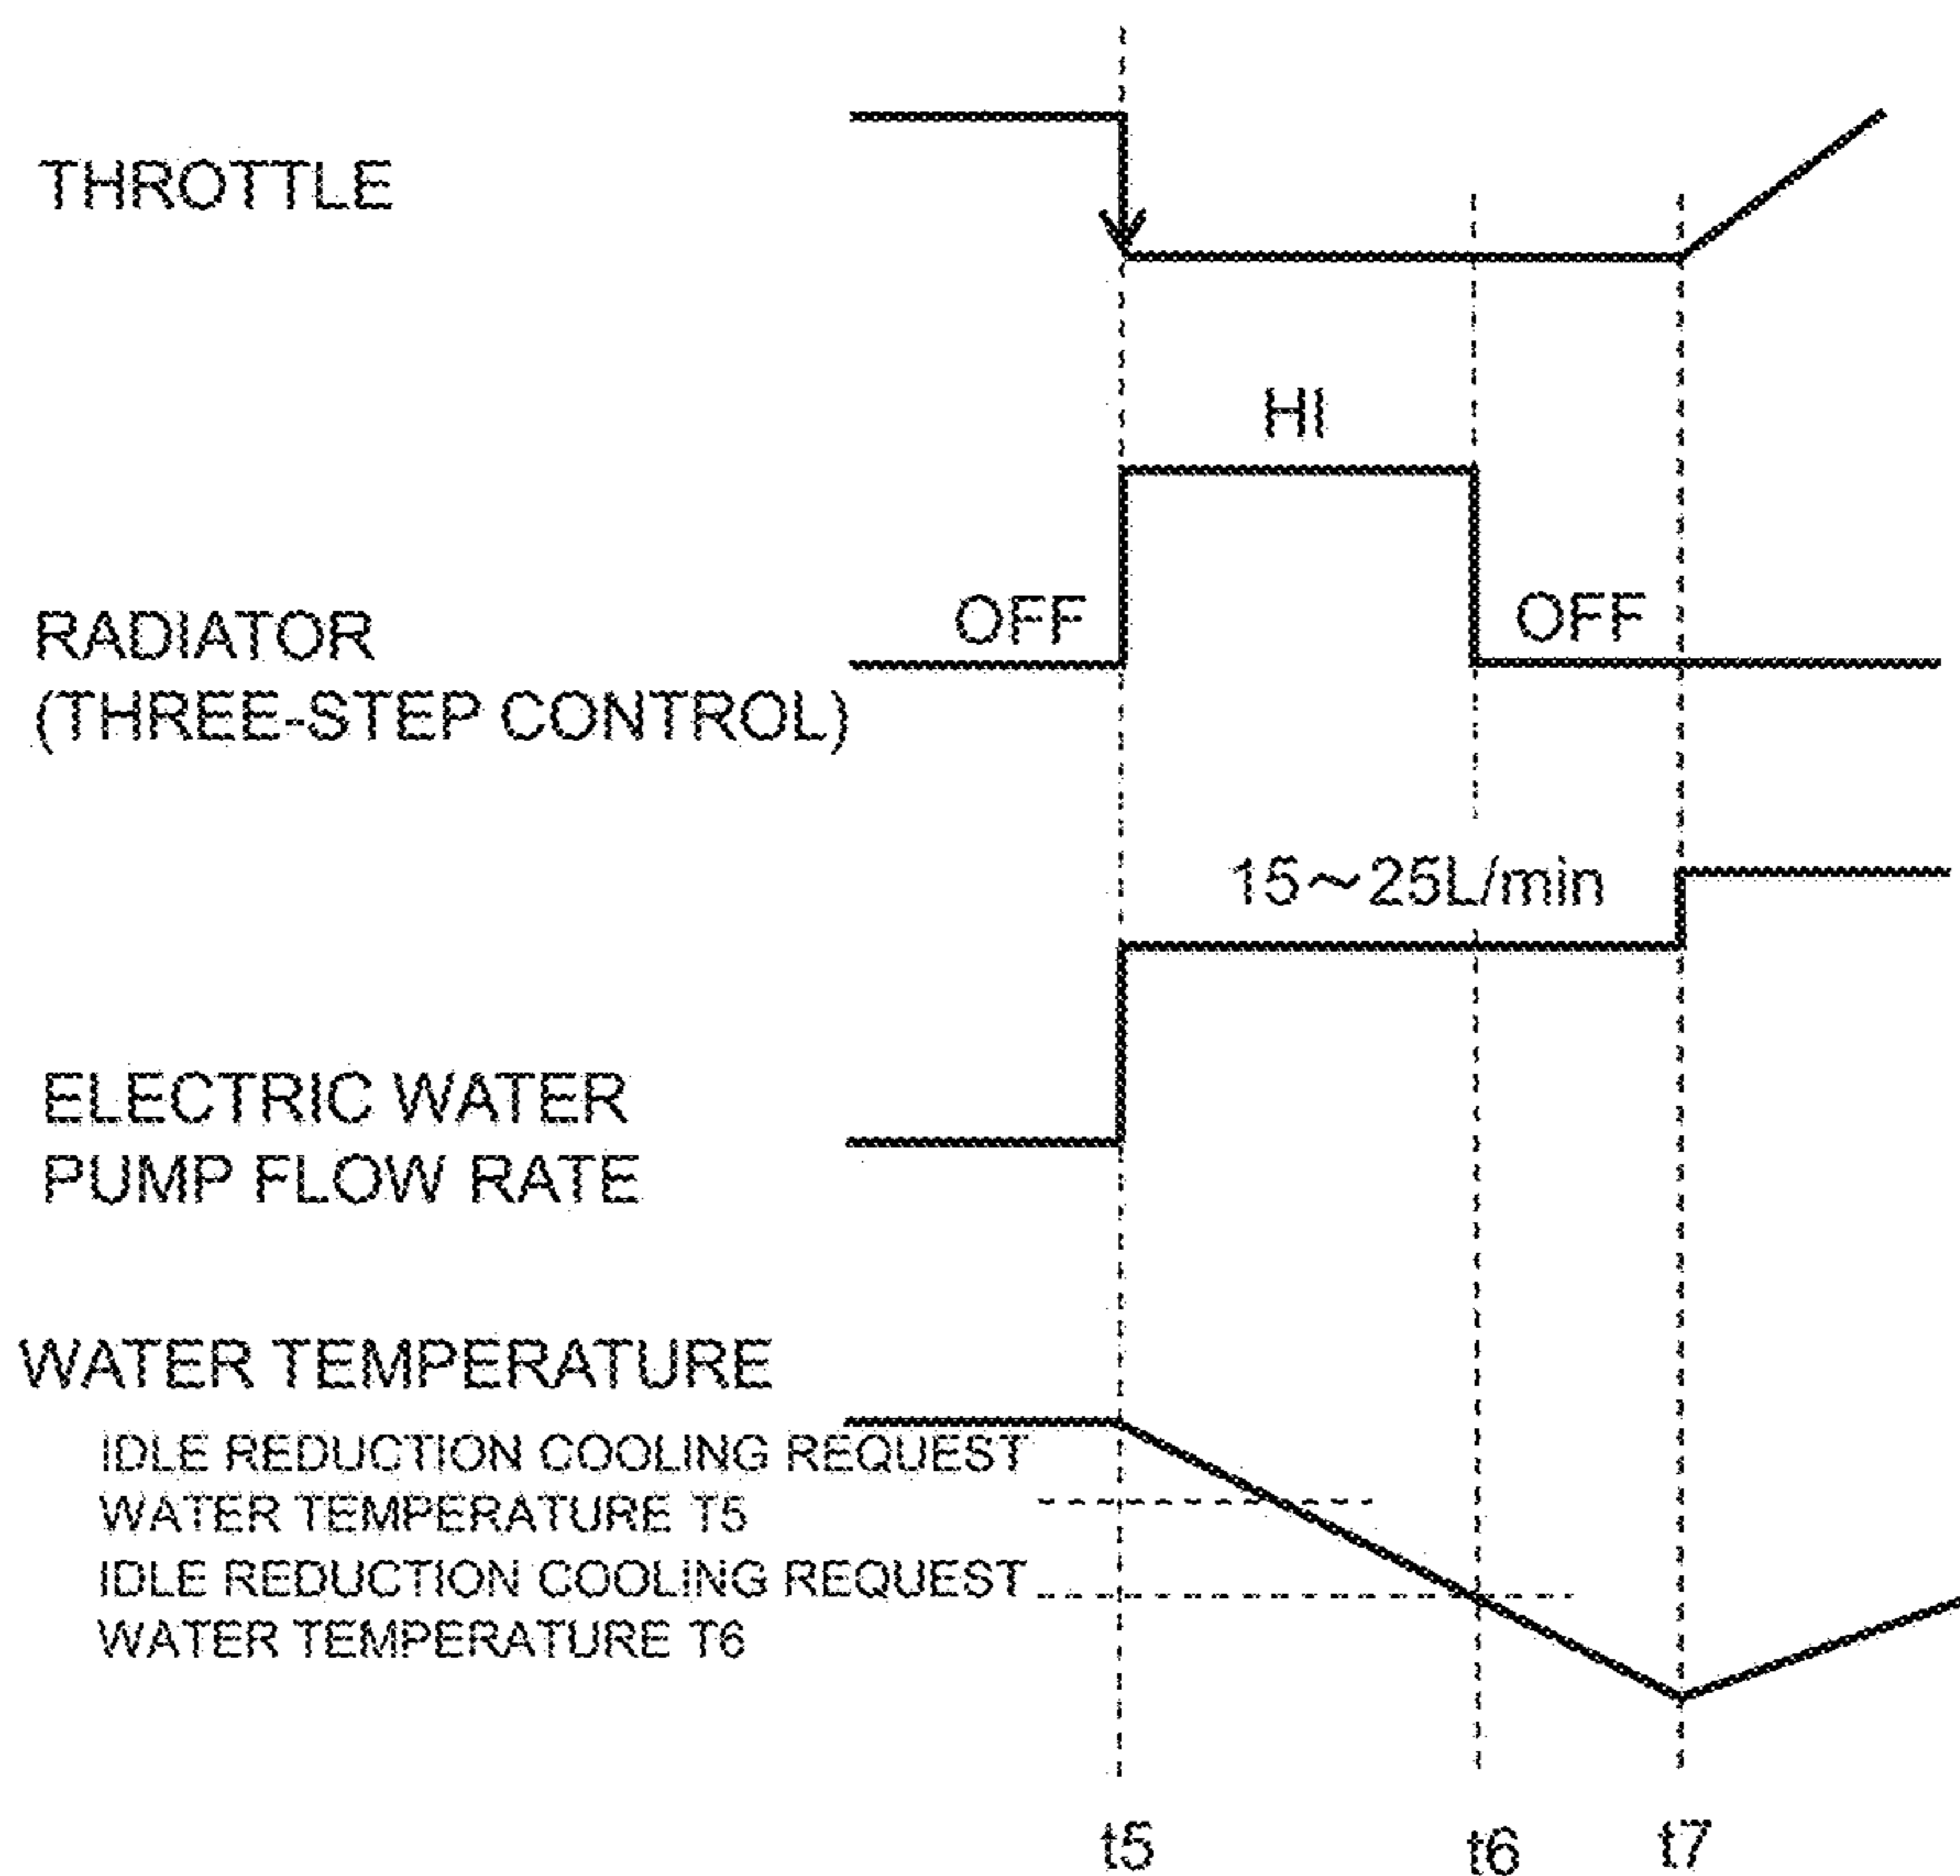 THROTTLE
HI
OFF
OFF
RADIATOR
(THREE-STEP CONTROL)
15～25L/min
ELECTRIC WATER
PUMP FLOW RATE
WATER TEMPERATURE
IDLE REDUCTION COOLING REQUEST
WATER TEMPERATURE T5
IDLE REDUCTION COOLING REQUEST
WATER TEMPERATURE T6
t5
t6
t7